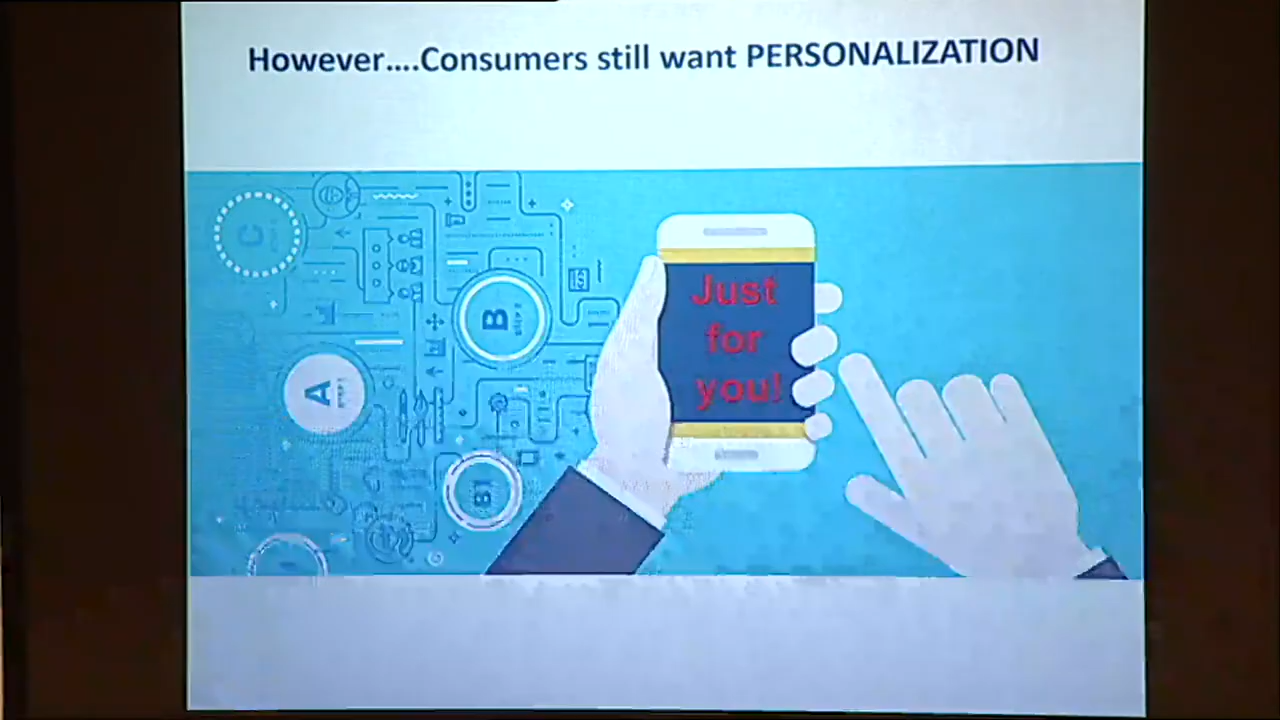 However....Consumers still want PERSONALIZATION
Just
for
you!
C
B
A
B1